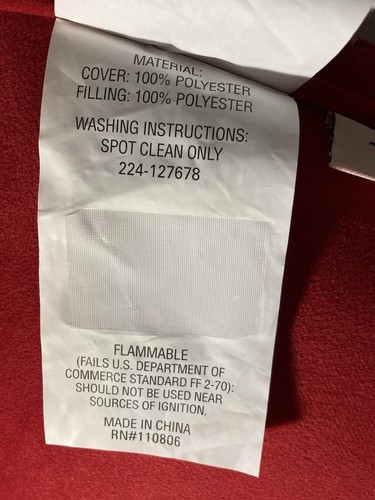 MATERIAL:
COVER: 100% POLYESTER
FILLING: 100% POLYESTER
WASHING INSTRUCTIONS:
SPOT CLEAN ONLY
224-127678
FLAMMABLE
(FAILS U.S. DEPARTMENT OF
COMMERCE STANDARD FF 2-70):
SHOULD NOT BE USED NEAR
SOURCES OF IGNITION.
MADE IN CHINA
RN#110806